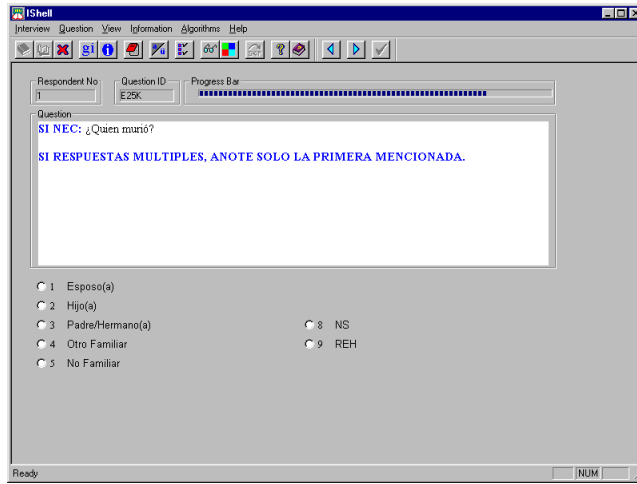 IShell
Interview Question View Information Algorithms Help
gi
Respondent No
Question ID
Progress Bar
1
E25K
Question
SI NEC: ¿Quien murió?
SI RESPUESTAS MULTIPLES, ANOTE SOLO LA PRIMERA MENCIONADA.
1 Esposo(a)
2 Hijo(a)
3 Padre/Hermano(a)
8 NS
4 Otro Familiar
9 REH
5 No Familiar
Ready
NUM